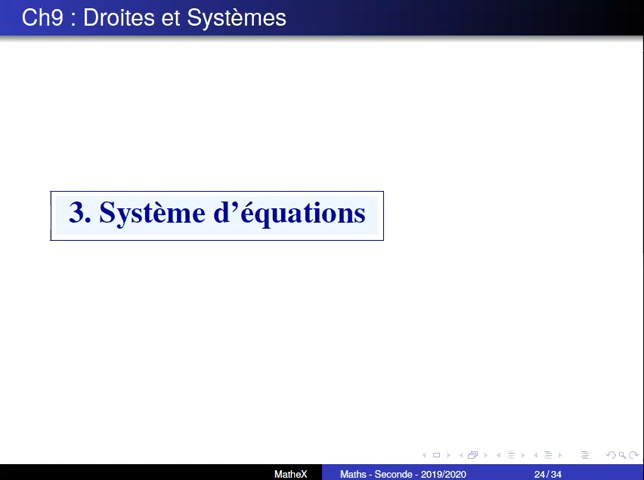 Ch9 : Droites et Systèmes
3. Système d'équations
MatheX
Maths - Seconde - 2019/2020
24 / 34